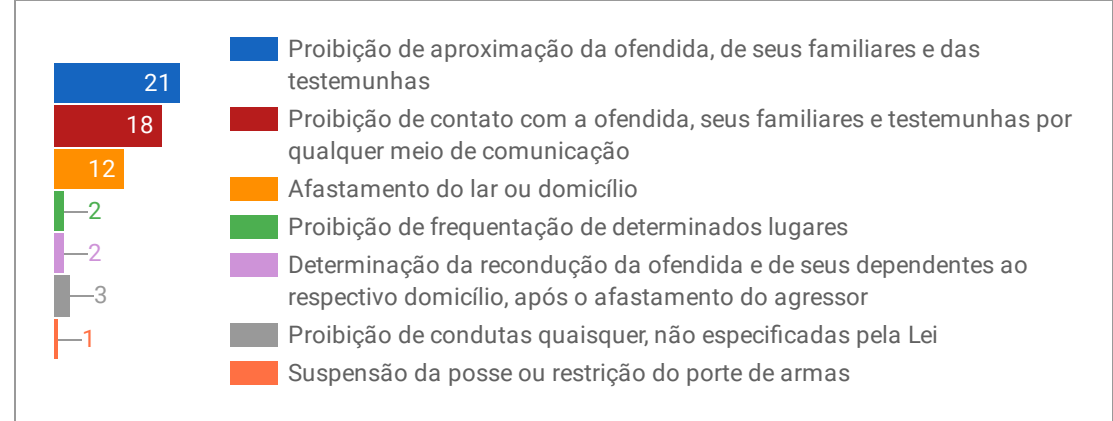 Proibição de aproximação da ofendida, de seus familiares e das
testemunhas
21
18
Proibição de contato com a ofendida, seus familiares e testemunhas por
qualquer meio de comunicação
12
Afastamento do lar ou domicílio
2
Proibição de frequentação de determinados lugares
2
Determinação da recondução da ofendida e de seus dependentes ao
respectivo domicílio, após o afastamento do agressor
3
Proibição de condutas quaisquer, não especificadas pela Lei
1
Suspensão da posse ou restrição do porte de armas